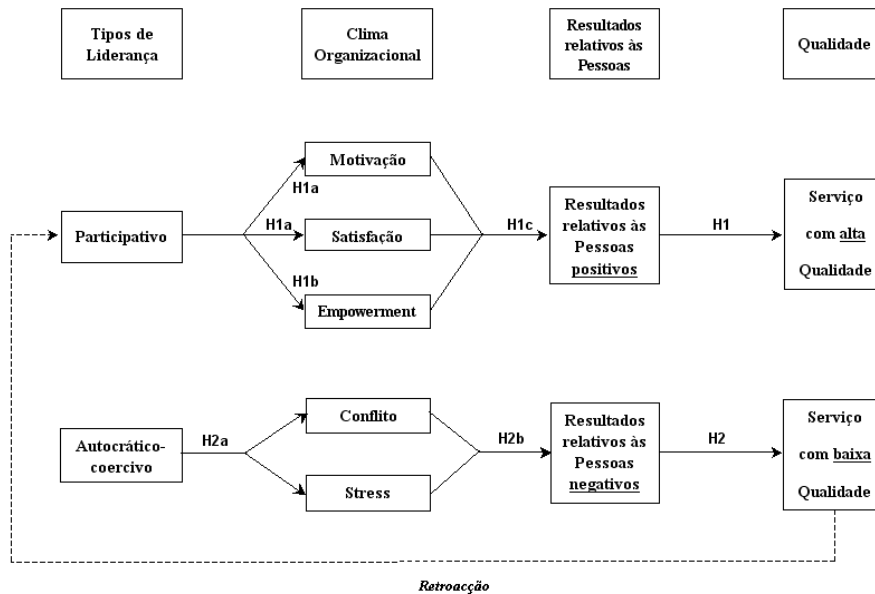 Tipos de
Liderança
Clima
Organizacional
Resultados
relativos às
Pessoas
Qualidade
Participativo
H1a
H1a
H1b
Motivação
Satisfação
Empowerment
H1c
Resultados
relativos às
Pessoas
positivos
H1
Serviço
com alta
Qualidade
Autocrático-
coercivo
H2a
Conflito
Stress
H2b
Resultados
relativos às
Pessoas
negativos
H2
Serviço
com baixa
Qualidade
Retroacção